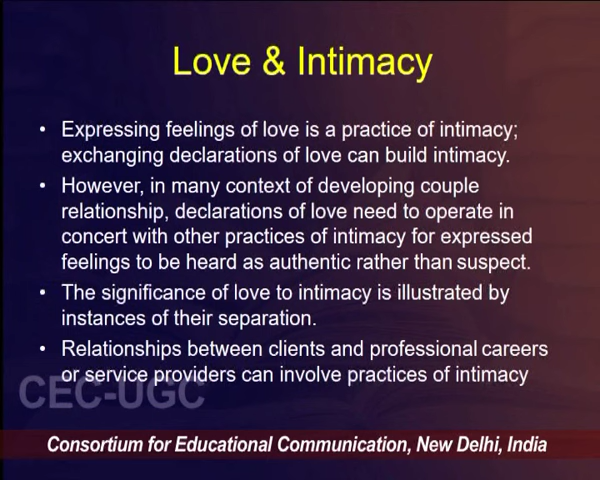 Love & Intimacy
• Expressing feelings of love is a practice of intimacy;
exchanging declarations of love can build intimacy.
• However, in many context of developing couple
relationship, declarations of love need to operate in
concert with other practices of intimacy for expressed
feelings to be heard as authentic rather than suspect.
• The significance of love to intimacy is illustrated by
instances of their separation.
• Relationships between clients and professional careers
or service providers can involve practices of intimacy
CEC-UGC
Consortium for Educational Communication, New Delhi, India